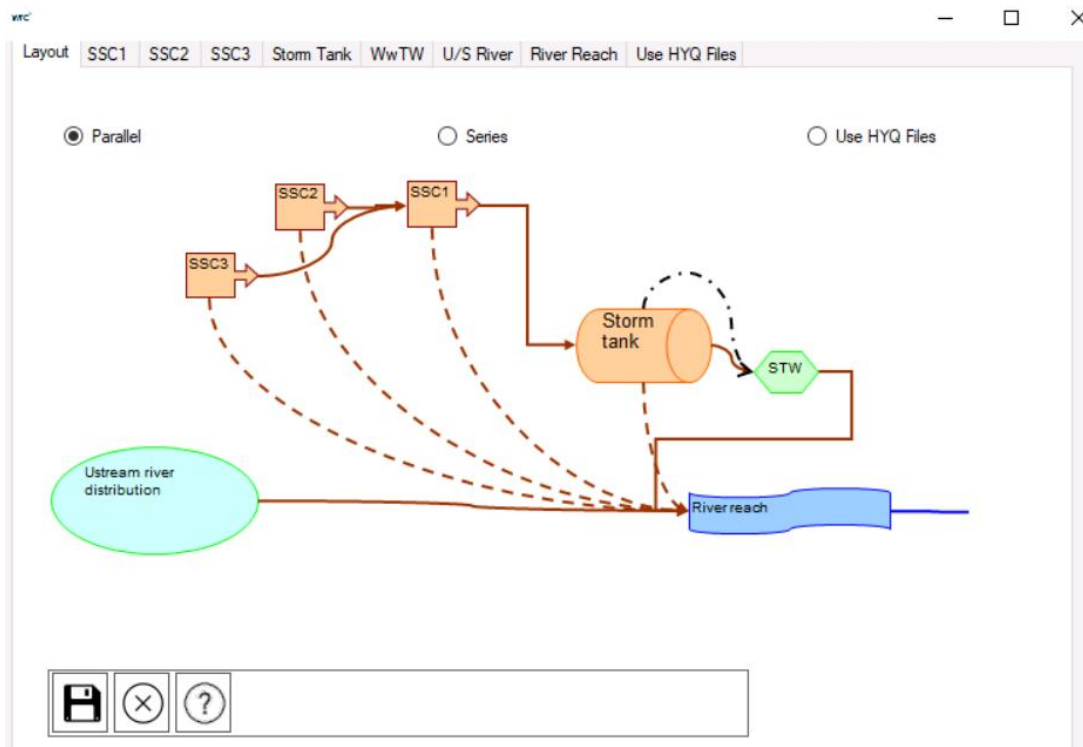 WRc
Layout SSC1 SSC2 SSC3 Storm Tank WwTW U/S River River Reach Use HYQ Files
Parallel Series Use HYQ Files
SSC2 SSC1
SSC3
Storm
tank
STW
Ustream river
distribution
River reach
?